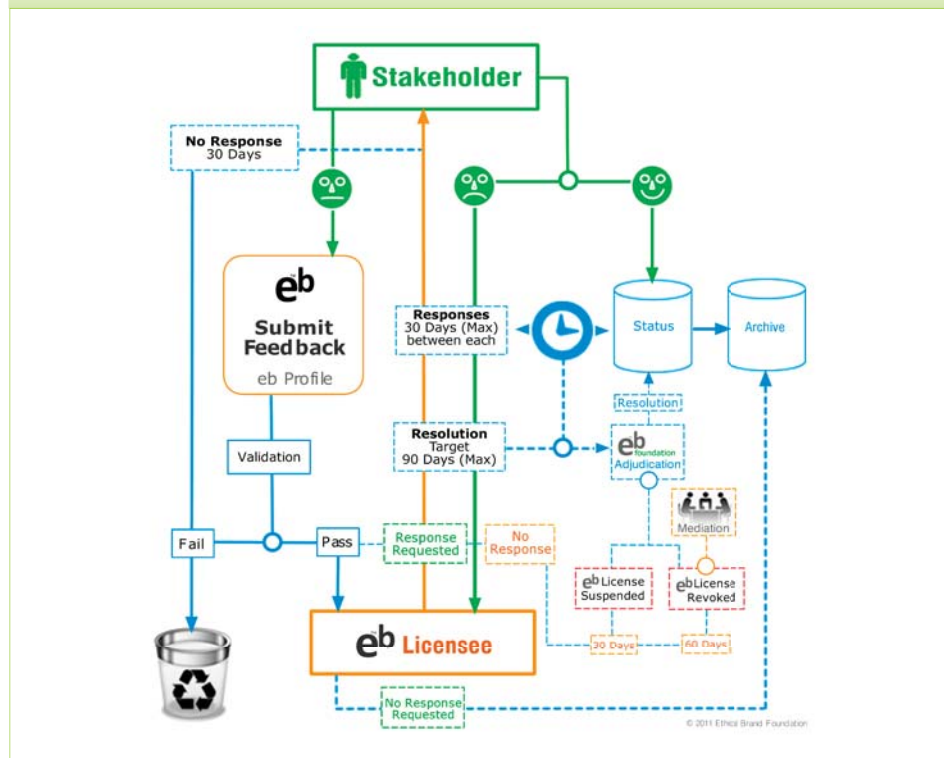 Stakeholder
No Response
30 Days
eb
Submit
Feedback
eb Profile
Responses
30 Days (Max)
between each
Status
Archive
Resolution
Resolution
Target
90 Days (Max)
eb
foundation
Adjudication
Validation
Mediation
Fail
Pass
Response
Requested
No
Response
eb License
Suspended
eb License
Revoked
eb Licensee
30 Days
60 Days
No Response
Requested
© 2011 Ethical Brand Foundation